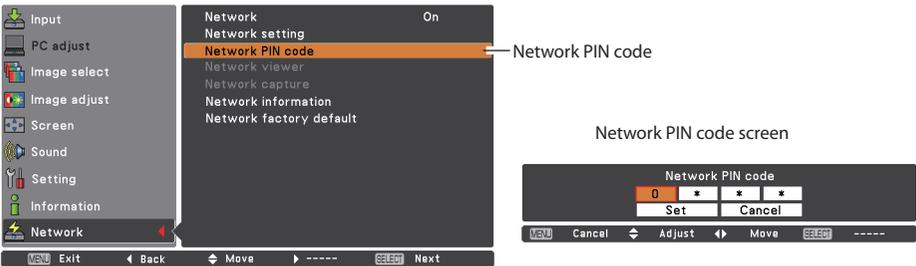 Input
PC adjust
Image select
Image adjust
Screen
Sound
Setting
Information
Network
Network On
Network setting
Network PIN code
Network viewer
Network capture
Network information
Network factory default
MENU Exit Back Move ----- SELECT Next
Network PIN code
Network PIN code screen
Network PIN code
0 * * *
Set Cancel
MENU Cancel Adjust Move SELECT -----